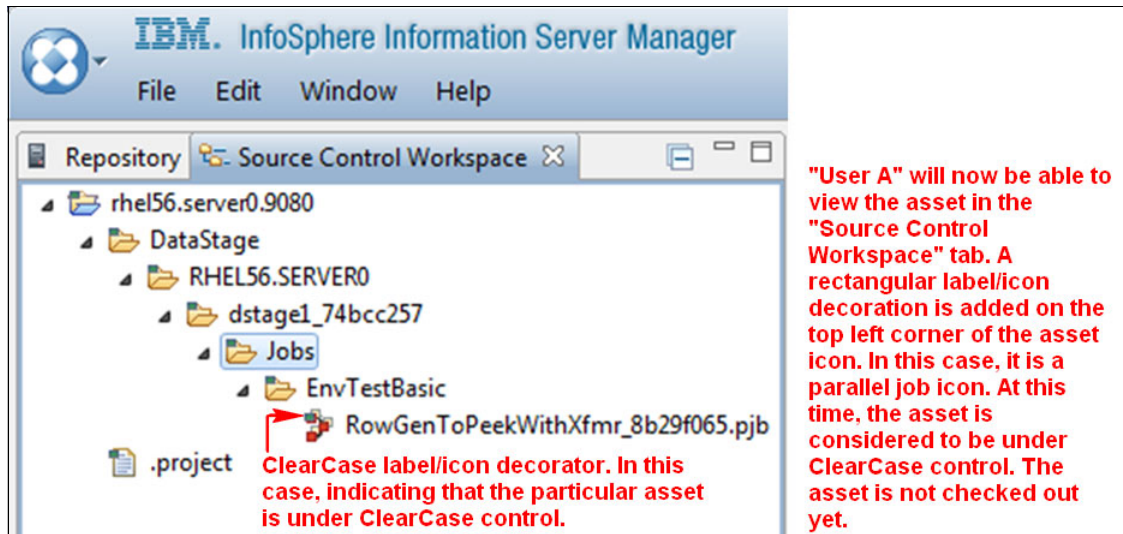 IBM. InfoSphere Information Server Manager
File Edit Window Help
Repository Source Control Workspace
rhel56.server0.9080
DataStage
RHEL56.SERVER0
dstage1_74bcc257
Jobs
EnvTestBasic
RowGenToPeekWithXfmr_8b29f065.pjb
.project
ClearCase label/icon decorator. In this
case, indicating that the particular asset
is under ClearCase control.
"User A" will now be able to
view the asset in the
"Source Control
Workspace" tab. A
rectangular label/icon
decoration is added on the
top left corner of the asset
icon. In this case, it is a
parallel job icon. At this
time, the asset is
considered to be under
ClearCase control. The
asset is not checked out
yet.